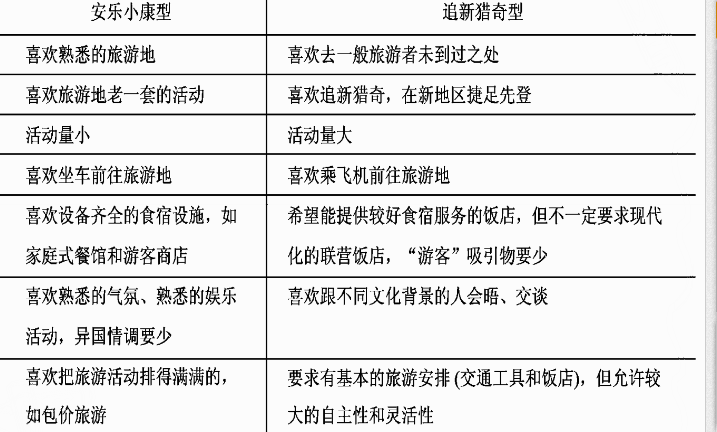 安乐小康型 追新猎奇型
喜欢熟悉的旅游地 喜欢去一般旅游者未到过之处
喜欢旅游地老一套的活动 喜欢追新猎奇，在新地区捷足先登
活动量小 活动量大
喜欢坐车前往旅游地 喜欢乘飞机前往旅游地
喜欢设备齐全的食宿设施，如 希望能提供较好食宿服务的饭店，但不一定要求现代
家庭式餐馆和游客商店 化的联营饭店，“游客”吸引物要少
喜欢熟悉的气氛、熟悉的娱乐 喜欢跟不同文化背景的人会晤、交谈
活动，异国情调要少
喜欢把旅游活动排得满满的， 要求有基本的旅游安排(交通工具和饭店)，但允许较
如包价旅游 大的自主性和灵活性